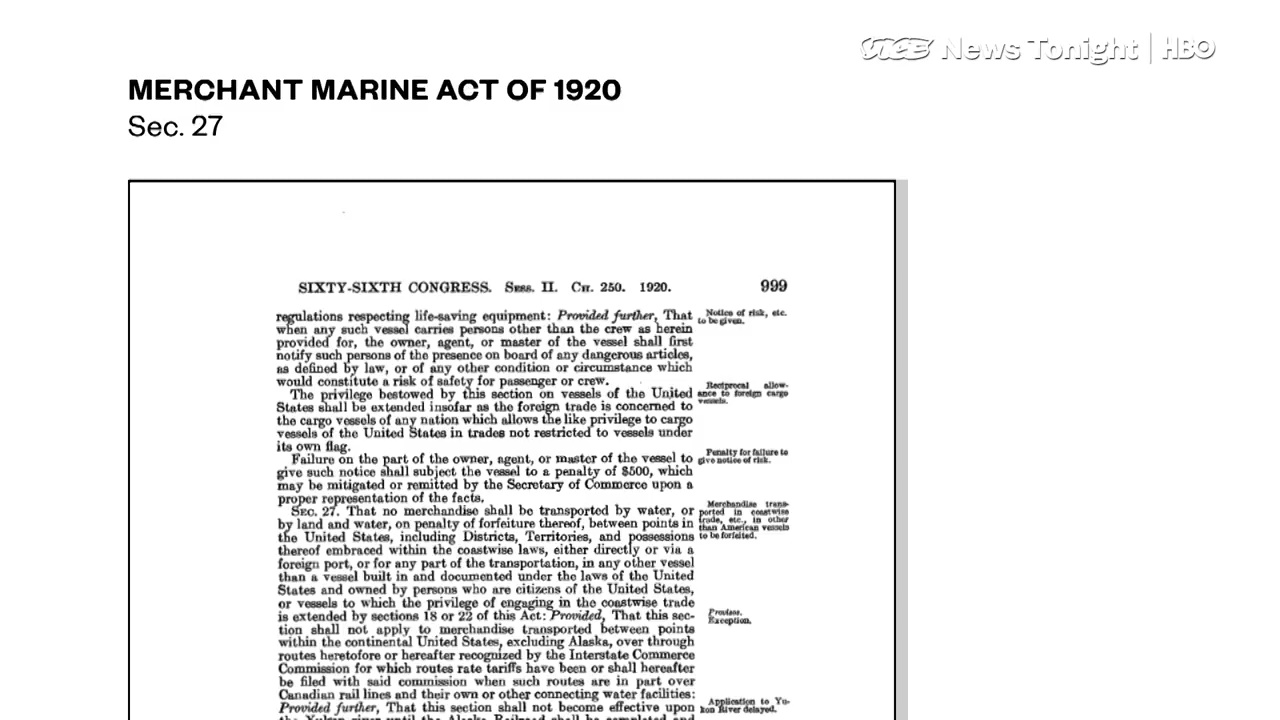 VICE News Tonight | HBO
MERCHANT MARINE ACT OF 1920
Sec. 27
SIXTY-SIXTH CONGRESS. SESS. II. CH. 250. 1920. 999
regulations respecting life-saving equipment: Provided further, That
when any such vessel carries persons other than the crew as herein
provided for, the owner, agent, or master of the vessel shall first
notify such persons of the presence on board of any dangerous articles,
as defined by law, or of any other condition or circumstance which
would constitute a risk of safety for passenger or crew.
Notice of risk, etc.
to be given.
The privilege bestowed by this section on vessels of the United
States shall be extended insofar as the foreign trade is concerned to
the cargo vessels of any nation which allows the like privilege to cargo
vessels of the United States in trades not restricted to vessels under
its own flag.
Reciprocal allow-
ance to foreign cargo
vessels.
Failure on the part of the owner, agent, or master of the vessel to
give such notice shall subject the vessel to a penalty of $500, which
may be mitigated or remitted by the Secretary of Commerce upon a
proper representation of the facts.
Penalty for failure to
give notice of risk.
SEC. 27. That no merchandise shall be transported by water, or
by land and water, on penalty of forfeiture thereof, between points in
the United States, including Districts, Territories, and possessions
thereof embraced within the coastwise laws, either directly or via a
foreign port, or for any part of the transportation, in any other vessel
than a vessel built in and documented under the laws of the United
States and owned by persons who are citizens of the United States,
or vessels to which the privilege of engaging in the coastwise trade
is extended by sections 18 or 22 of this Act: Provided, That this sec-
tion shall not apply to merchandise transported between points
within the continental United States, excluding Alaska, over through
routes heretofore or hereafter recognized by the Interstate Commerce
Commission for which routes rate tariffs have been or shall hereafter
be filed with said commission when such routes are in part over
Canadian rail lines and their own or other connecting water facilities:
Provided further, That this section shall not become effective upon
the Yukon river until the Alaska Railroad shall be completed and
Merchandise trans-
ported in coastwise
trade, etc., in other
than American vessels
to be forfeited.
Provisos.
Exception.
Application to Yu-
kon River delayed.